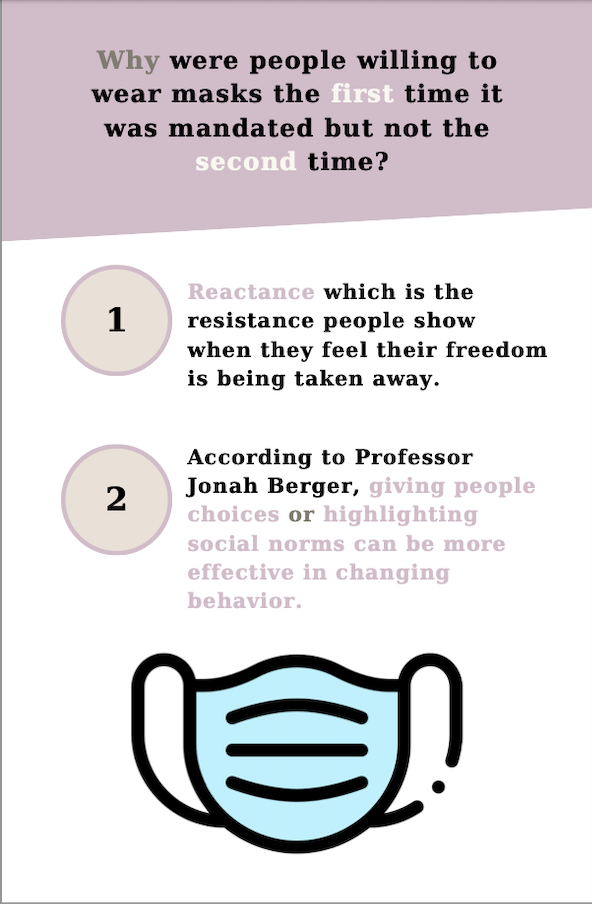 Why were people willing to
wear masks the first time it
was mandated but not the
second time?
1
Reactance which is the
resistance people show
when they feel their freedom
is being taken away.
2
According to Professor
Jonah Berger, giving people
choices or highlighting
social norms can be more
effective in changing
behavior.